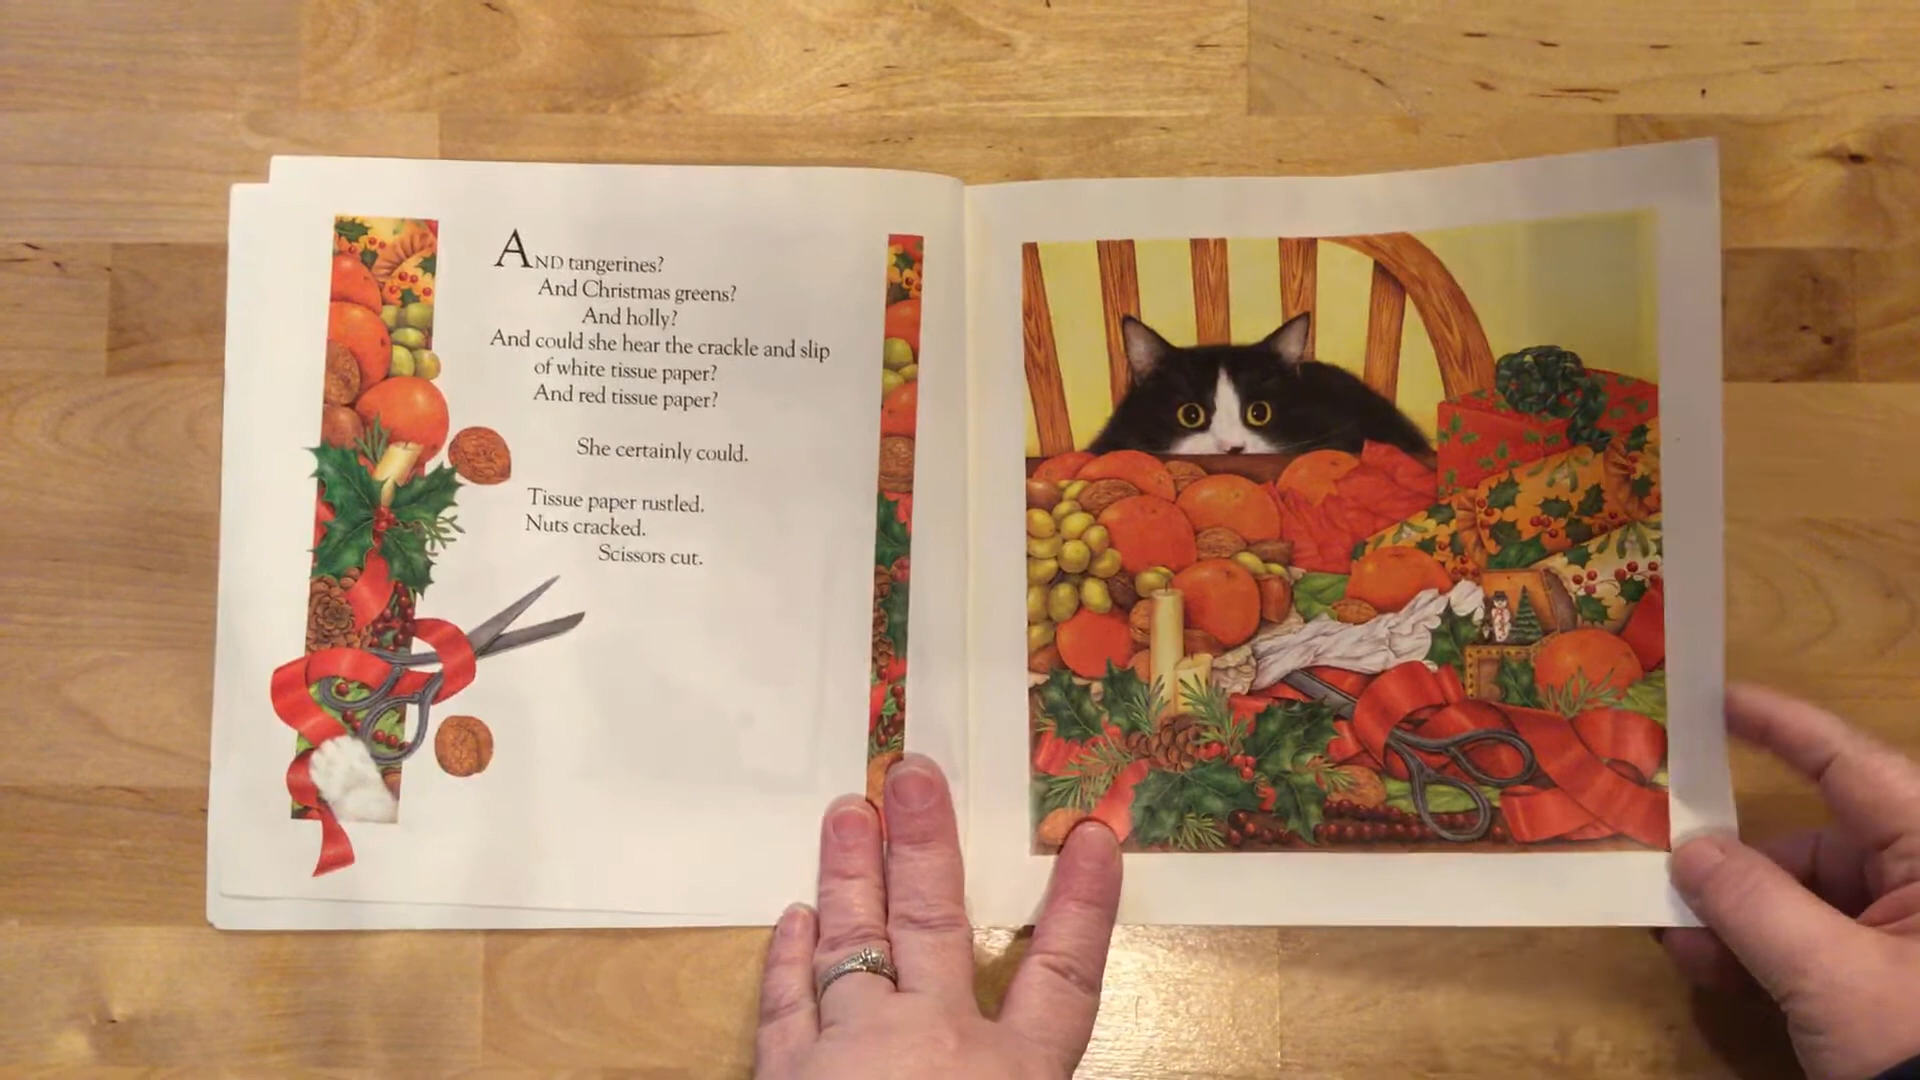 AND tangerines?
And Christmas greens?
And holly?
And could she hear the crackle and slip
of white tissue paper?
And red tissue paper?
She certainly could.
Tissue paper rustled.
Nuts cracked.
Scissors cut.